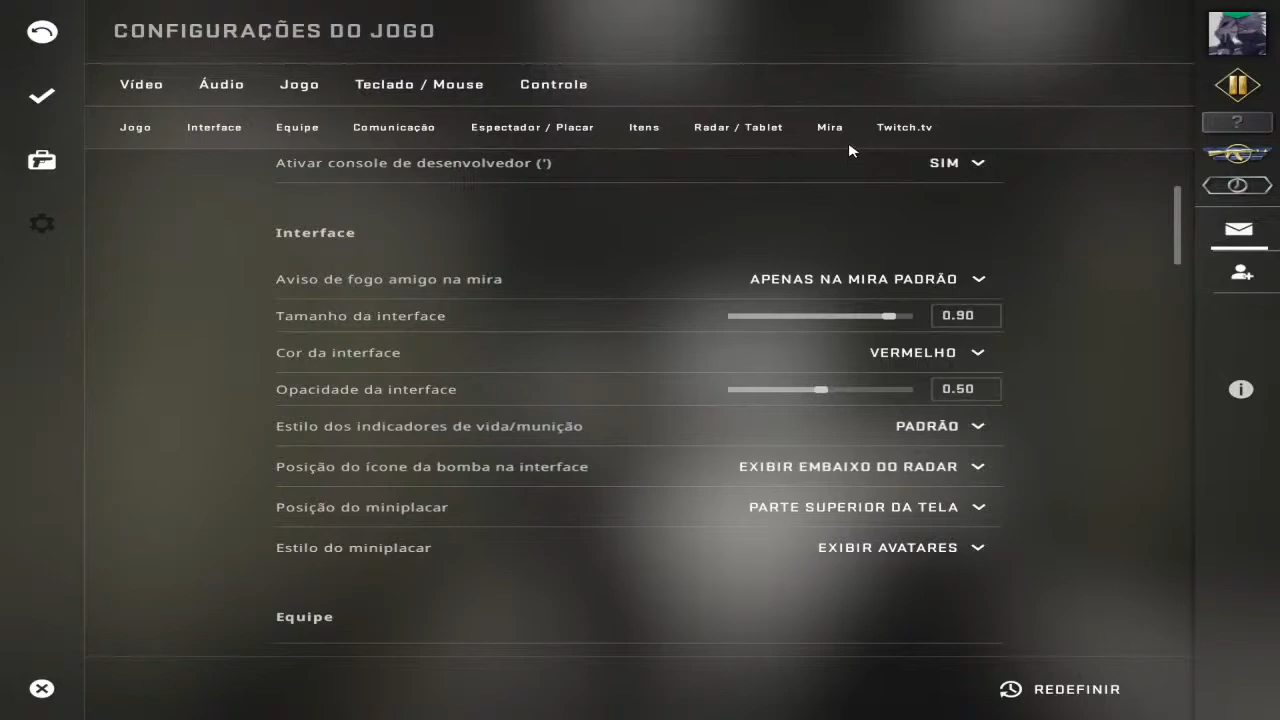 CONFIGURAÇÕES DO JOGO
Vídeo Áudio Jogo Teclado / Mouse Controle
Jogo Interface Equipe Comunicação Espectador / Placar Itens Radar / Tablet Mira Twitch.tv
Ativar console de desenvolvedor (') SIM
Interface
Aviso de fogo amigo na mira APENAS NA MIRA PADRÃO
Tamanho da interface 0.90
Cor da interface VERMELHO
Opacidade da interface 0.50
Estilo dos indicadores de vida/munição PADRÃO
Posição do ícone da bomba na interface EXIBIR EMBAIXO DO RADAR
Posição do miniplacar PARTE SUPERIOR DA TELA
Estilo do miniplacar EXIBIR AVATARES
Equipe
REDEFINIR